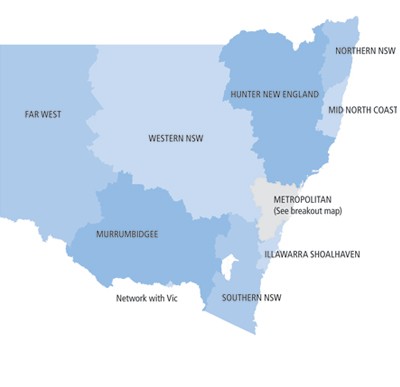 NORTHERN NSW
HUNTER NEW ENGLAND
MID NORTH COAST
FAR WEST
WESTERN NSW
METROPOLITAN
(See breakout map)
MURRUMBIDGEE
ILLAWARRA SHOALHAVEN
Network with Vic
SOUTHERN NSW